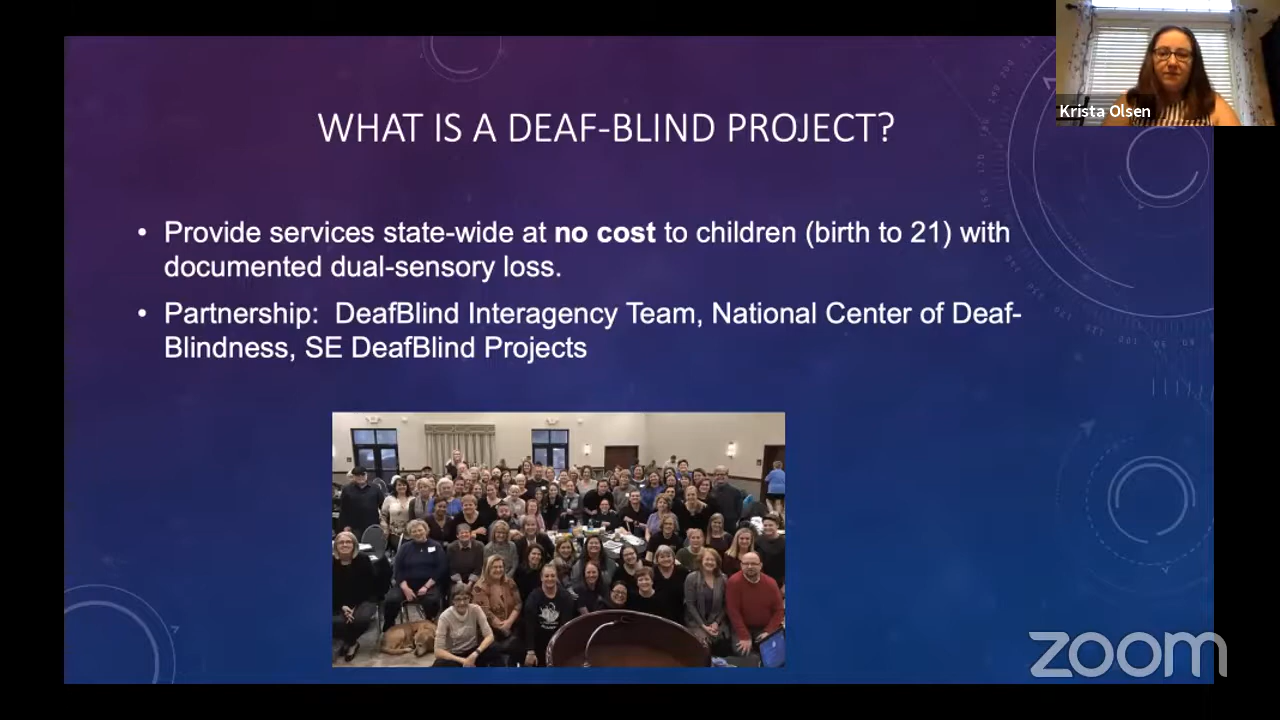 Krista Olsen
WHAT IS A DEAF-BLIND PROJECT?
• Provide services state-wide at no cost to children (birth to 21) with
documented dual-sensory loss.
• Partnership:  DeafBlind Interagency Team, National Center of Deaf-
Blindness, SE DeafBlind Projects
zoom